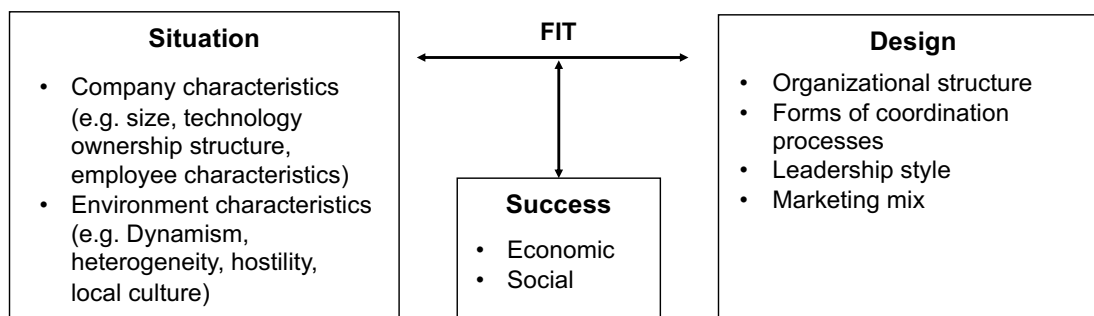 Situation
• Company characteristics
(e.g. size, technology
ownership structure,
employee characteristics)
• Environment characteristics
(e.g. Dynamism,
heterogeneity, hostility,
local culture)
FIT
Success
• Economic
• Social
Design
• Organizational structure
• Forms of coordination
processes
• Leadership style
• Marketing mix